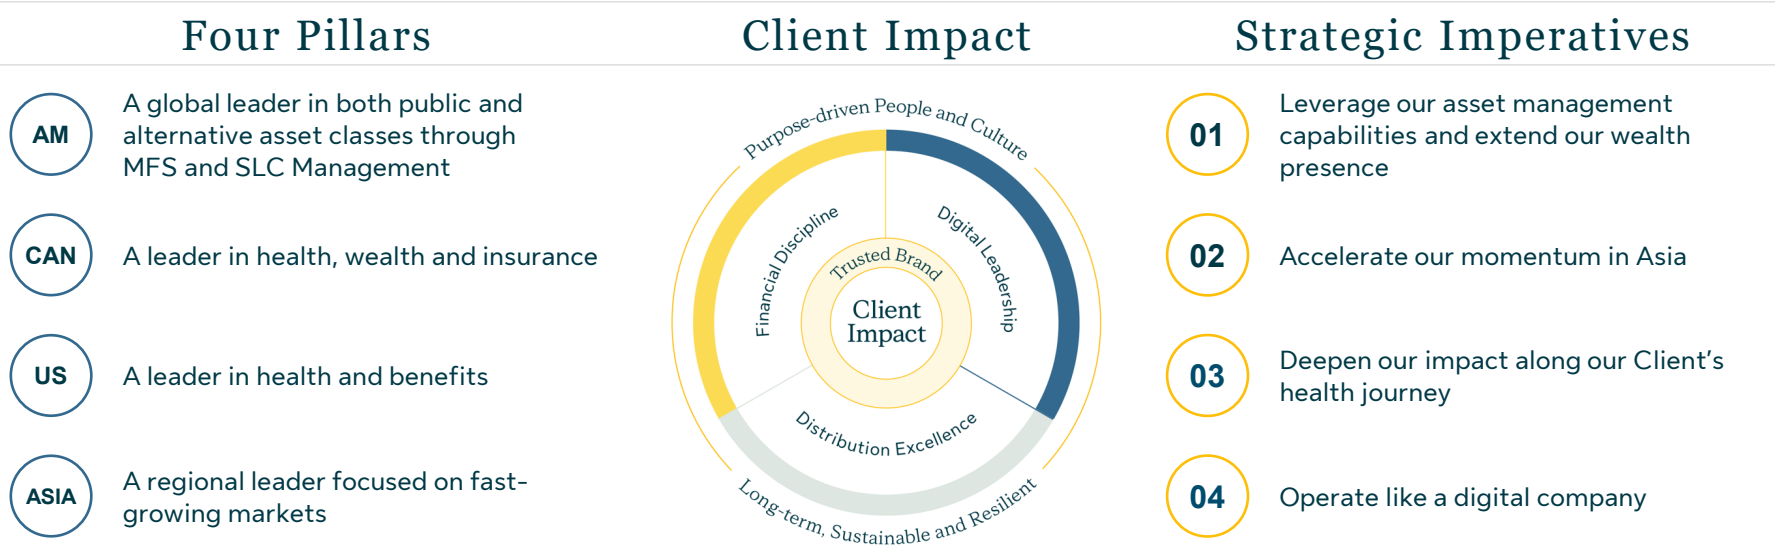 Four Pillars
AM
A global leader in both public and
alternative asset classes through
MFS and SLC Management
CAN
A leader in health, wealth and insurance
US
A leader in health and benefits
ASIA
A regional leader focused on fast-
growing markets
Client Impact
Purpose-driven People and Culture
Financial Discipline
Digital Leadership
Trusted Brand
Client
Impact
Distribution Excellence
Long-term, Sustainable and Resilient
Strategic Imperatives
01
Leverage our asset management
capabilities and extend our wealth
presence
02
Accelerate our momentum in Asia
03
Deepen our impact along our Client’s
health journey
04
Operate like a digital company